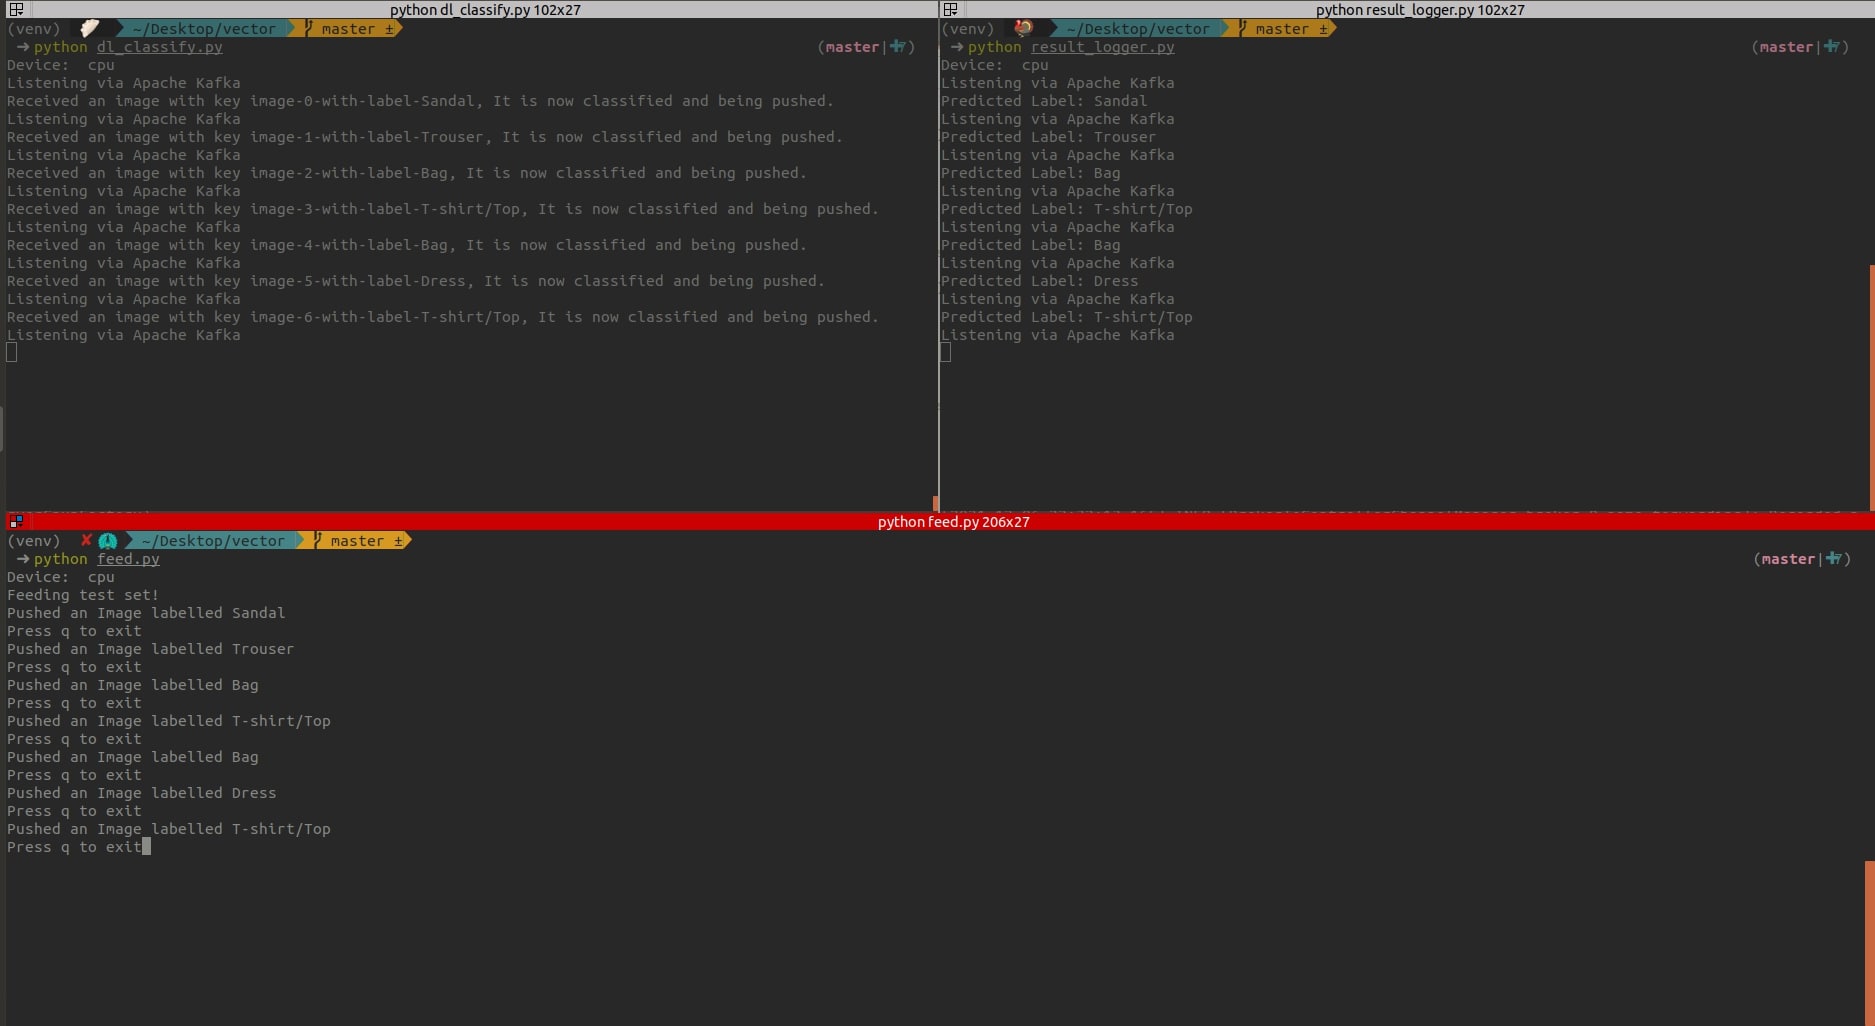 python dl_classify.py 102x27
(venv) ~/Desktop/vector master ±
➜ python dl_classify.py (master|✚7)
Device:  cpu
Listening via Apache Kafka
Received an image with key image-0-with-label-Sandal, It is now classified and being pushed.
Listening via Apache Kafka
Received an image with key image-1-with-label-Trouser, It is now classified and being pushed.
Listening via Apache Kafka
Received an image with key image-2-with-label-Bag, It is now classified and being pushed.
Listening via Apache Kafka
Received an image with key image-3-with-label-T-shirt/Top, It is now classified and being pushed.
Listening via Apache Kafka
Received an image with key image-4-with-label-Bag, It is now classified and being pushed.
Listening via Apache Kafka
Received an image with key image-5-with-label-Dress, It is now classified and being pushed.
Listening via Apache Kafka
Received an image with key image-6-with-label-T-shirt/Top, It is now classified and being pushed.
Listening via Apache Kafka
python result_logger.py 102x27
(venv) ~/Desktop/vector master ±
➜ python result_logger.py (master|✚7)
Device:  cpu
Listening via Apache Kafka
Predicted Label: Sandal
Listening via Apache Kafka
Predicted Label: Trouser
Listening via Apache Kafka
Predicted Label: Bag
Listening via Apache Kafka
Predicted Label: T-shirt/Top
Listening via Apache Kafka
Predicted Label: Bag
Listening via Apache Kafka
Predicted Label: Dress
Listening via Apache Kafka
Predicted Label: T-shirt/Top
Listening via Apache Kafka
python feed.py 206x27
(venv) ✘ ~/Desktop/vector master ±
➜ python feed.py (master|✚7)
Device:  cpu
Feeding test set!
Pushed an Image labelled Sandal
Press q to exit
Pushed an Image labelled Trouser
Press q to exit
Pushed an Image labelled Bag
Press q to exit
Pushed an Image labelled T-shirt/Top
Press q to exit
Pushed an Image labelled Bag
Press q to exit
Pushed an Image labelled Dress
Press q to exit
Pushed an Image labelled T-shirt/Top
Press q to exit